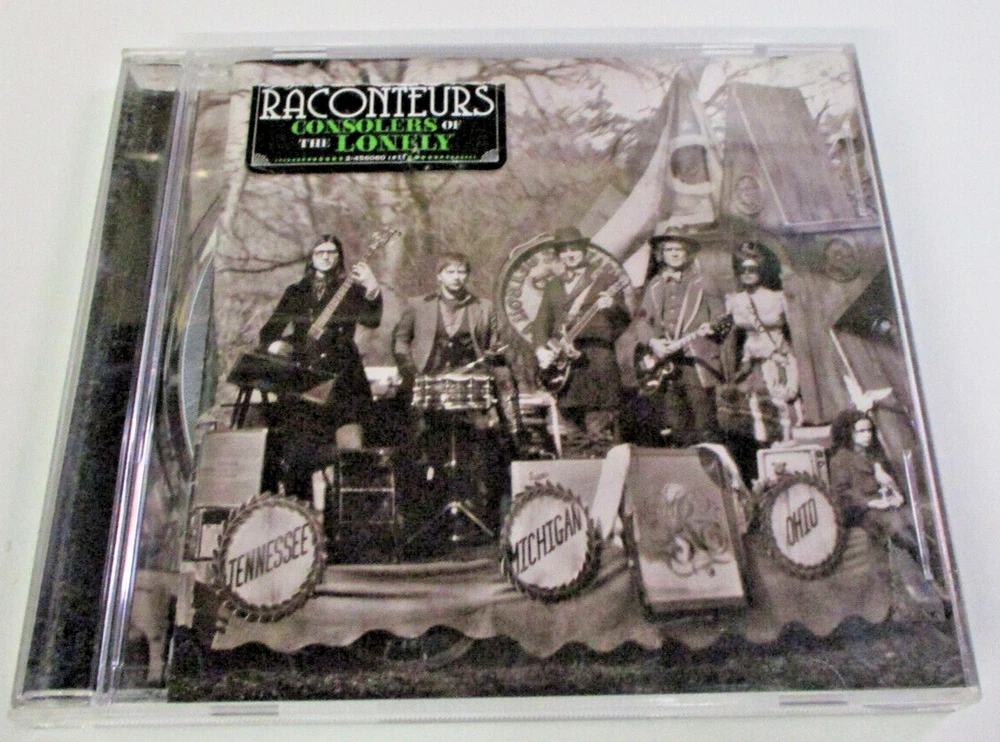 RACONTEURS
CONSOLERS OF
THE LONELY
TENNESSEE
MICHIGAN
OHIO